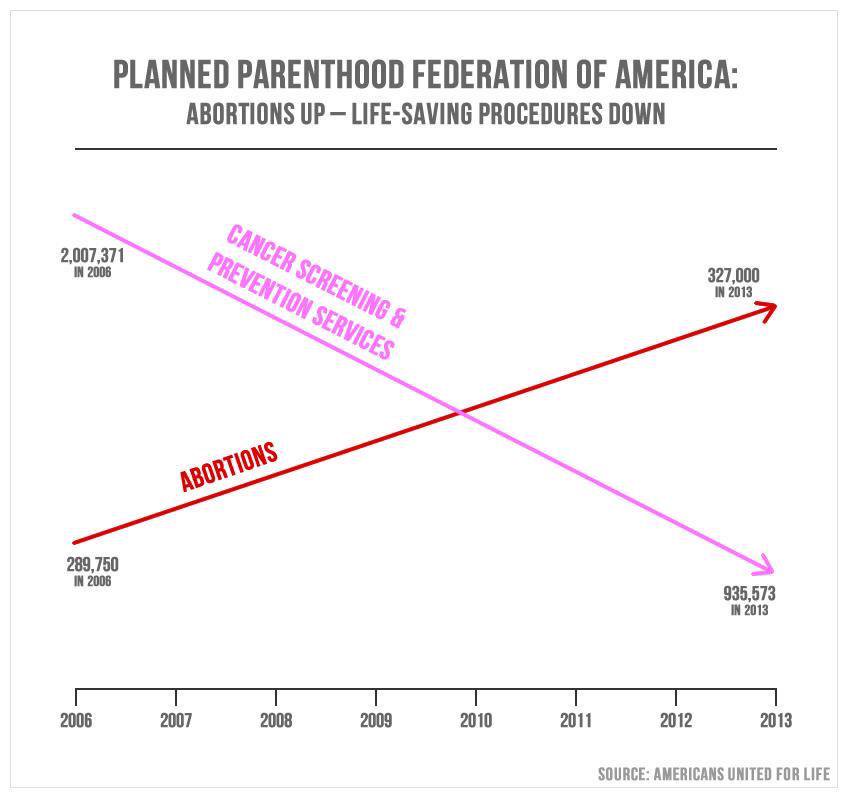 PLANNED PARENTHOOD FEDERATION OF AMERICA:
ABORTIONS UP – LIFE-SAVING PROCEDURES DOWN
CANCER SCREENING &
PREVENTION SERVICES
2,007,371
IN 2006
327,000
IN 2013
ABORTIONS
289,750
IN 2006
935,573
IN 2013
2006 2007 2008 2009 2010 2011 2012 2013
SOURCE: AMERICANS UNITED FOR LIFE